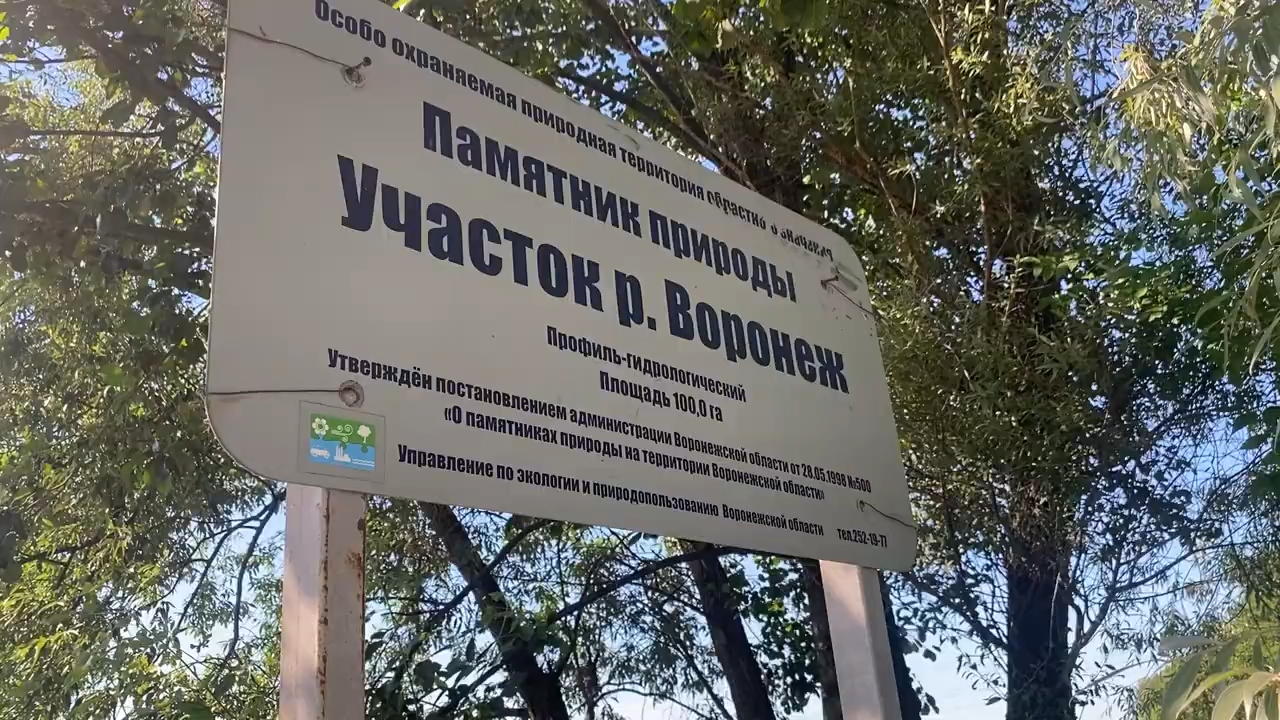 Особо охраняемая природная территория областного значения
Памятник природы
Участок р. Воронеж
Профиль-гидрологический
Площадь 100,0 га
Утверждён постановлением администрации Воронежской области от 28.05.1998 №500
«О памятниках природы на территории Воронежской области»
Управление по экологии и природопользованию Воронежской области тел.252-19-77